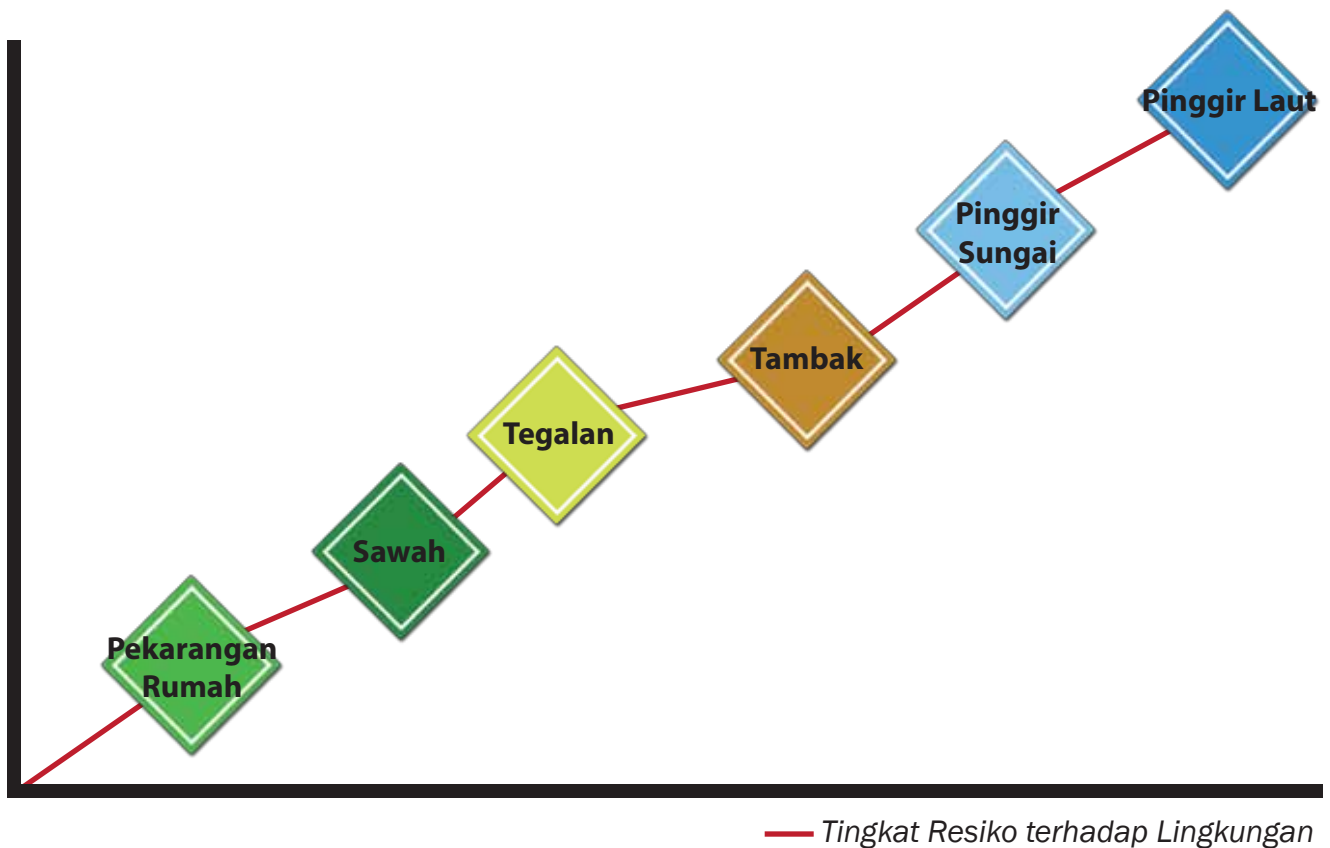 Pinggir Laut
Pinggir
Sungai
Tambak
Tegalan
Sawah
Pekarangan
Rumah
Tingkat Resiko terhadap Lingkungan